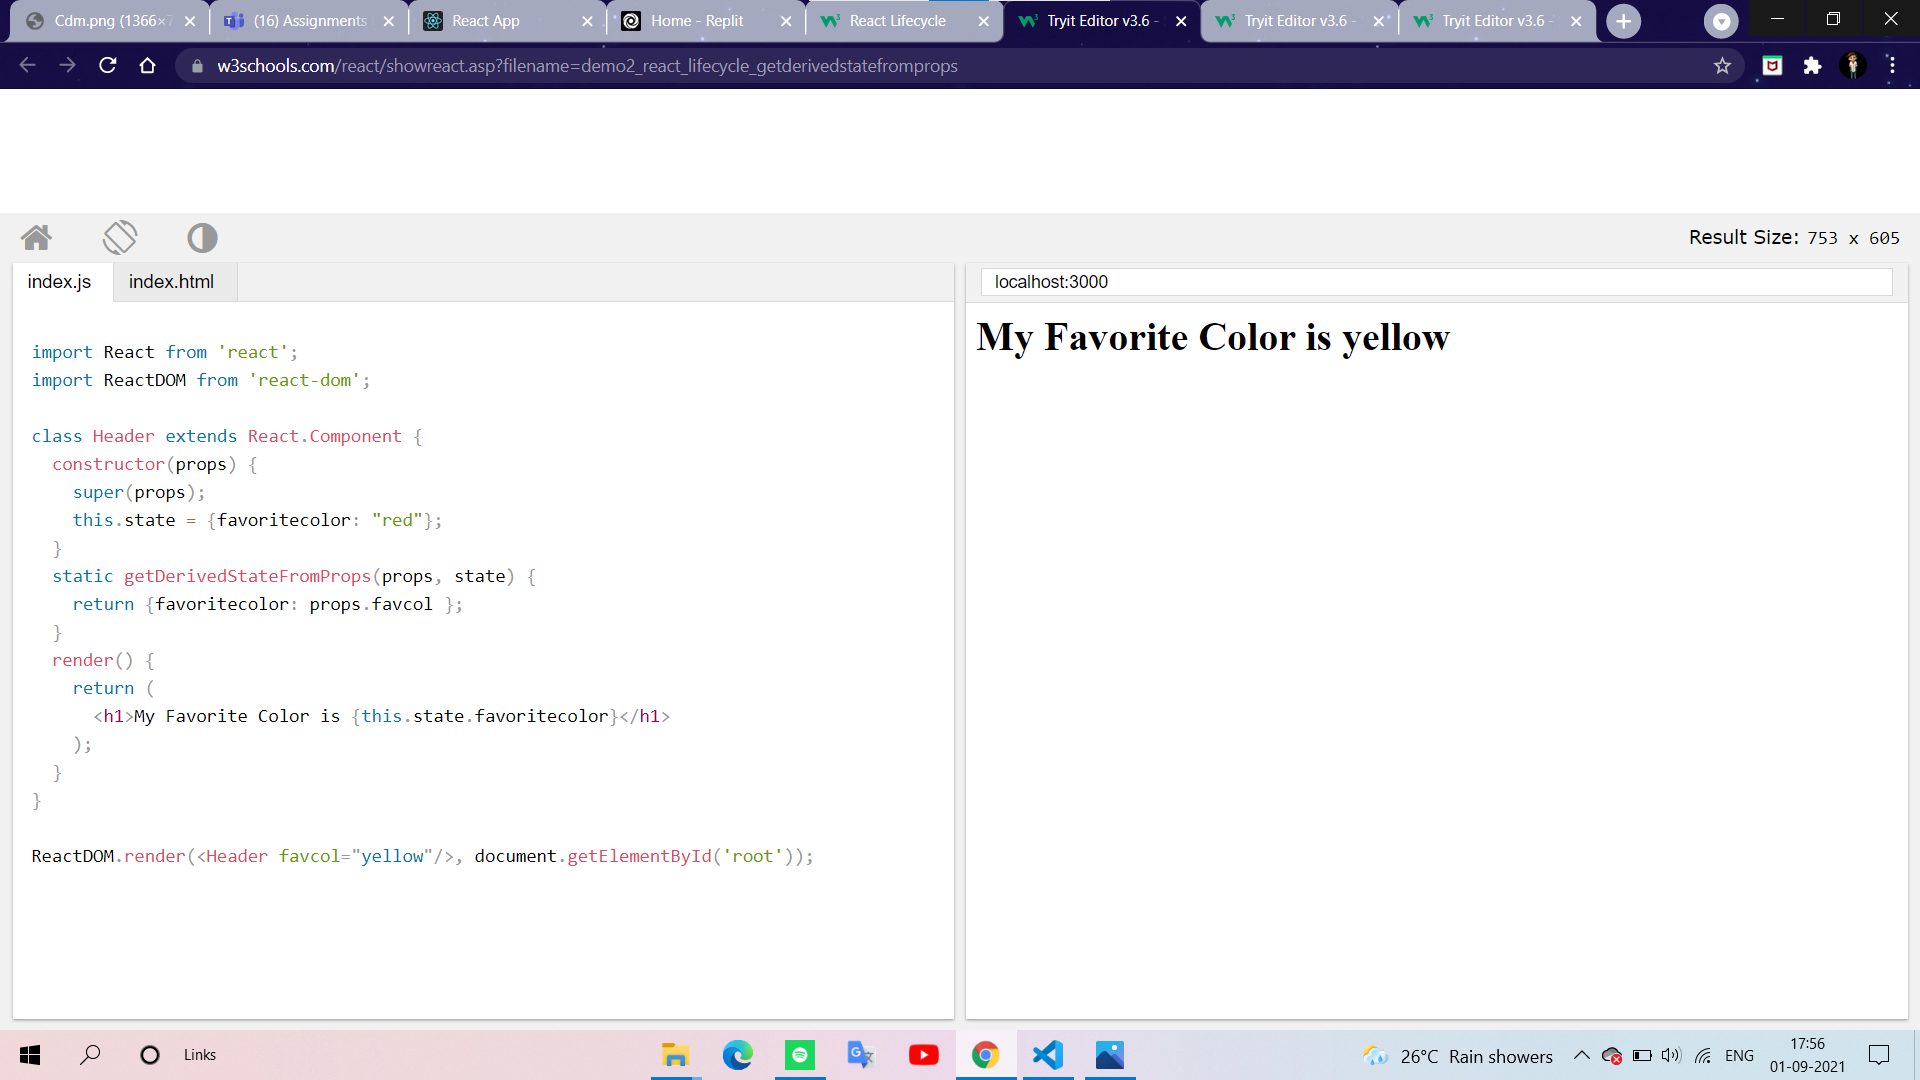 Cdm.png (1366×7
(16) Assignments
React App
Home - Replit
React Lifecycle
Tryit Editor v3.6 -
Tryit Editor v3.6 -
Tryit Editor v3.6 -
w3schools.com/react/showreact.asp?filename=demo2_react_lifecycle_getderivedstatefromprops
Result Size: 753 x 605
index.js
index.html
import React from 'react';
import ReactDOM from 'react-dom';
class Header extends React.Component {
constructor(props) {
super(props);
this.state = {favoritecolor: "red"};
}
static getDerivedStateFromProps(props, state) {
return {favoritecolor: props.favcol };
}
render() {
return (
<h1>My Favorite Color is {this.state.favoritecolor}</h1>
);
}
}
ReactDOM.render(<Header favcol="yellow"/>, document.getElementById('root'));
localhost:3000
My Favorite Color is yellow
Links
26°C Rain showers
ENG
17:56
01-09-2021